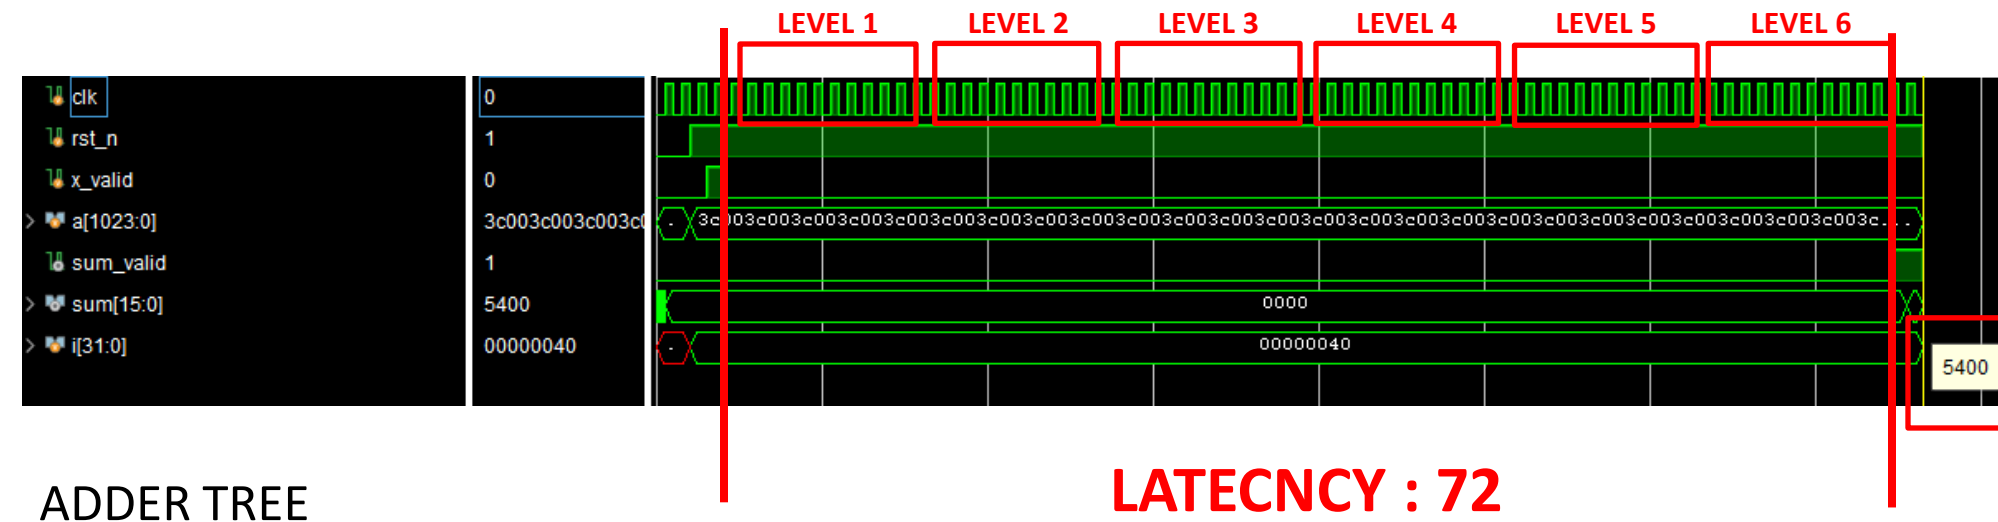 LEVEL 1 LEVEL 2 LEVEL 3 LEVEL 4 LEVEL 5 LEVEL 6
clk 0
rst_n 1
x_valid 0
a[1023:0] 3c003c003c003c0 3c003c003c003c003c003c003c003c003c003c003c003c003c003c003c003c003c003c003c003c003c003c003c...
sum_valid 1
sum[15:0] 5400 0000
i[31:0] 00000040 00000040
5400
ADDER TREE
LATECNCY : 72